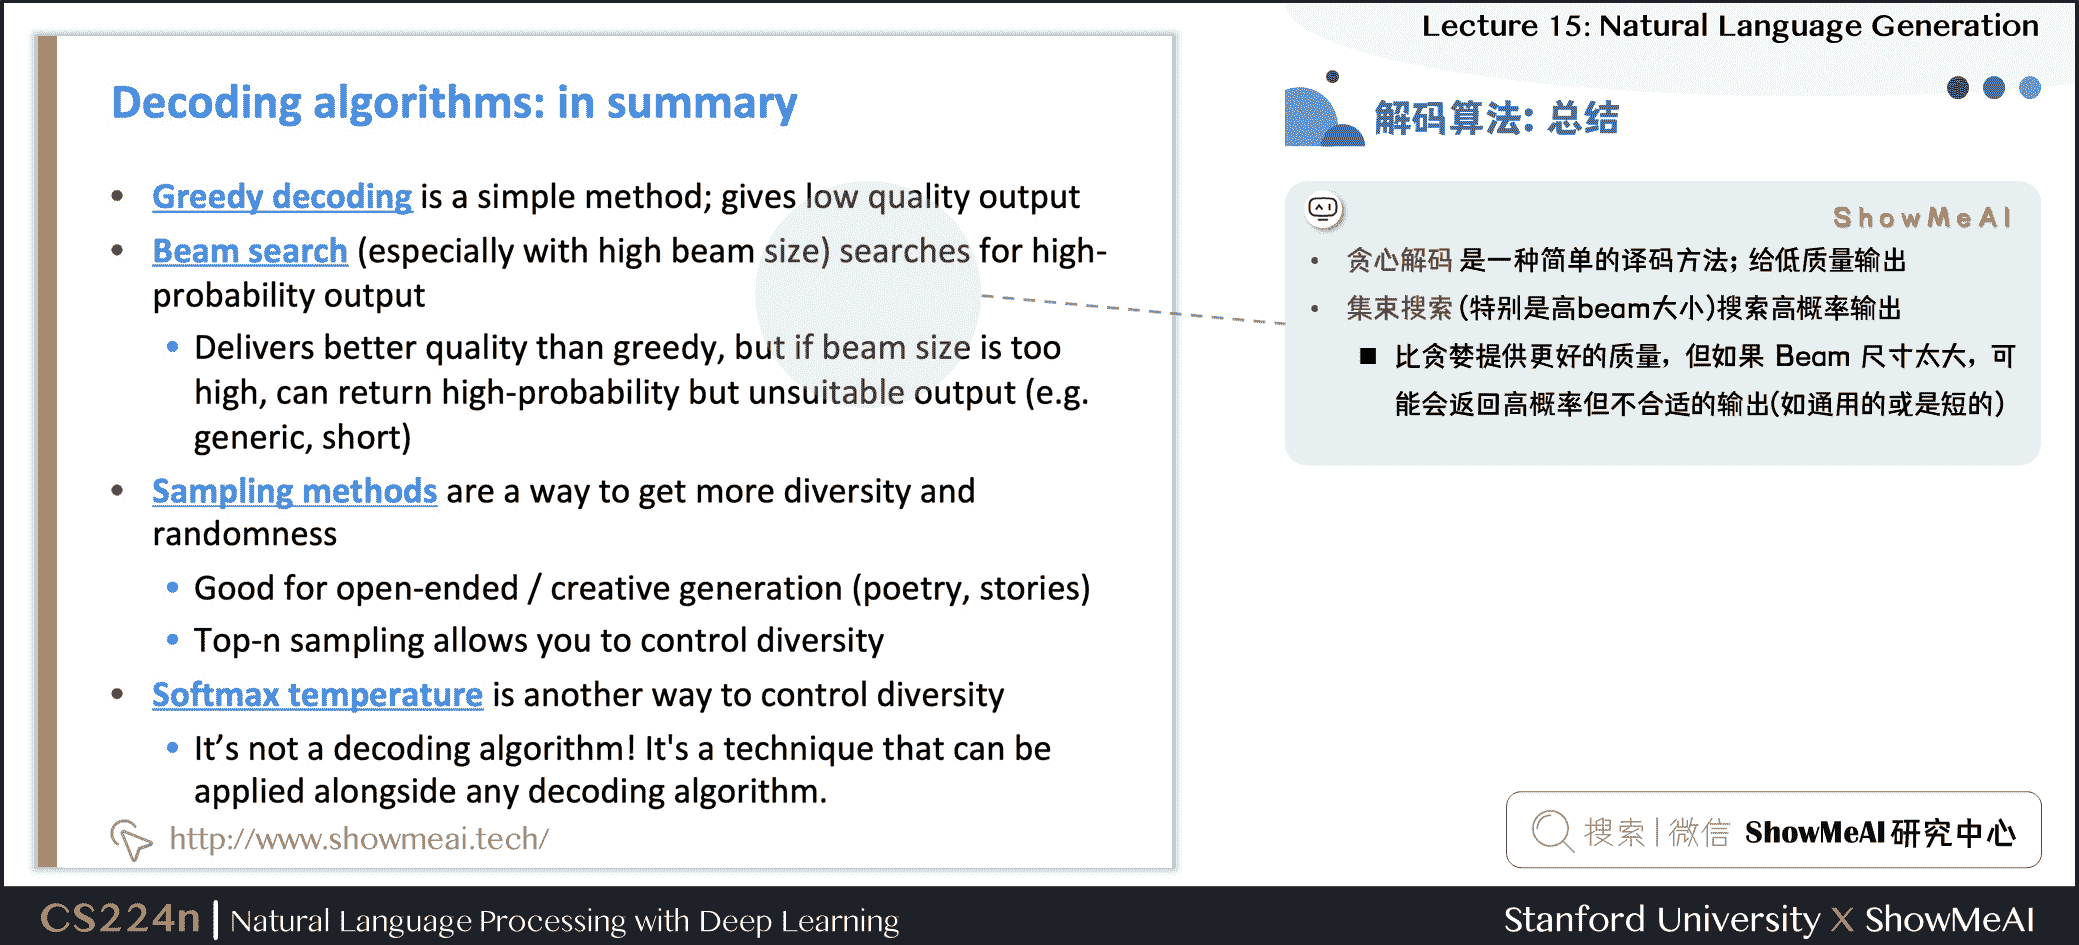 Lecture 15: Natural Language Generation
Decoding algorithms: in summary
• Greedy decoding is a simple method; gives low quality output
• Beam search (especially with high beam size) searches for high-
probability output
• Delivers better quality than greedy, but if beam size is too
high, can return high-probability but unsuitable output (e.g.
generic, short)
• Sampling methods are a way to get more diversity and
randomness
• Good for open-ended / creative generation (poetry, stories)
• Top-n sampling allows you to control diversity
• Softmax temperature is another way to control diversity
• It’s not a decoding algorithm! It's a technique that can be
applied alongside any decoding algorithm.
http://www.showmeai.tech/
解码算法: 总结
ShowMeAI
• 贪心解码 是一种简单的译码方法；给低质量输出
• 集束搜索 (特别是高beam大小)搜索高概率输出
■ 比贪婪提供更好的质量，但如果 Beam 尺寸太大，可
能会返回高概率但不合适的输出(如通用的或是短的)
搜索|微信 ShowMeAI研究中心
CS224n | Natural Language Processing with Deep Learning
Stanford University X ShowMeAI